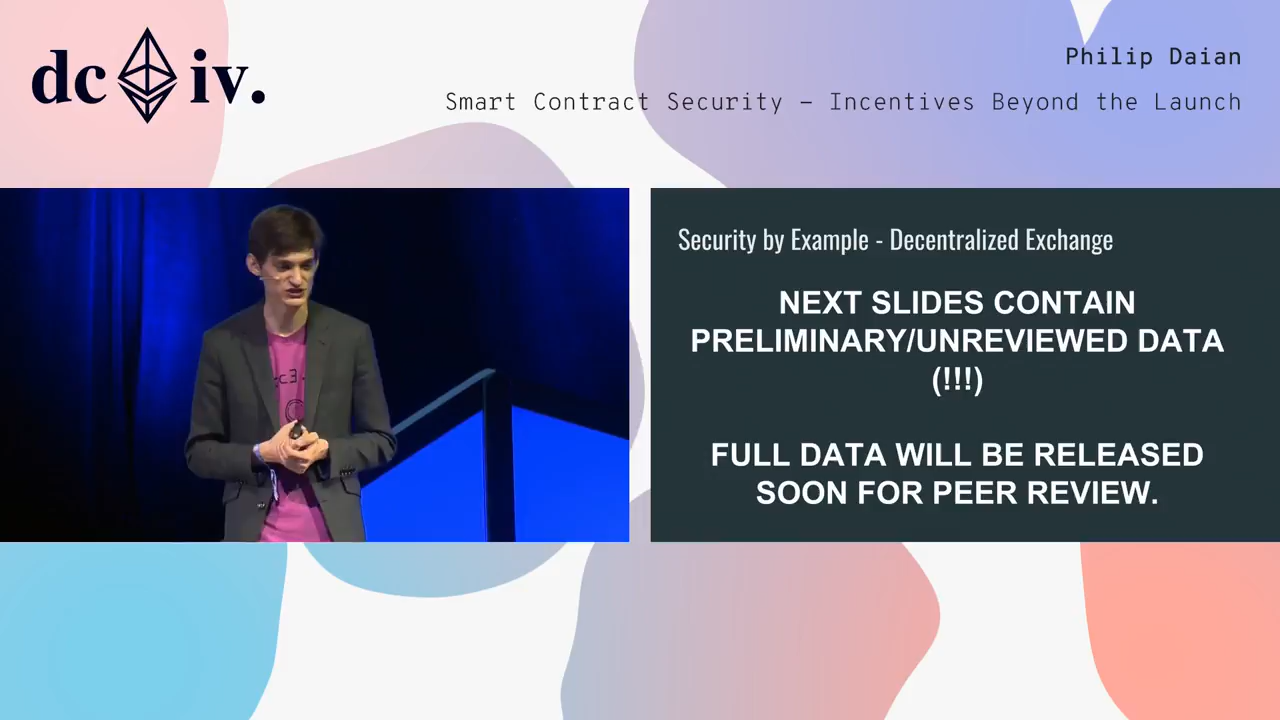 dc iv.
Philip Daian
Smart Contract Security – Incentives Beyond the Launch
Security by Example - Decentralized Exchange
NEXT SLIDES CONTAIN
PRELIMINARY/UNREVIEWED DATA
(!!!)
FULL DATA WILL BE RELEASED
SOON FOR PEER REVIEW.